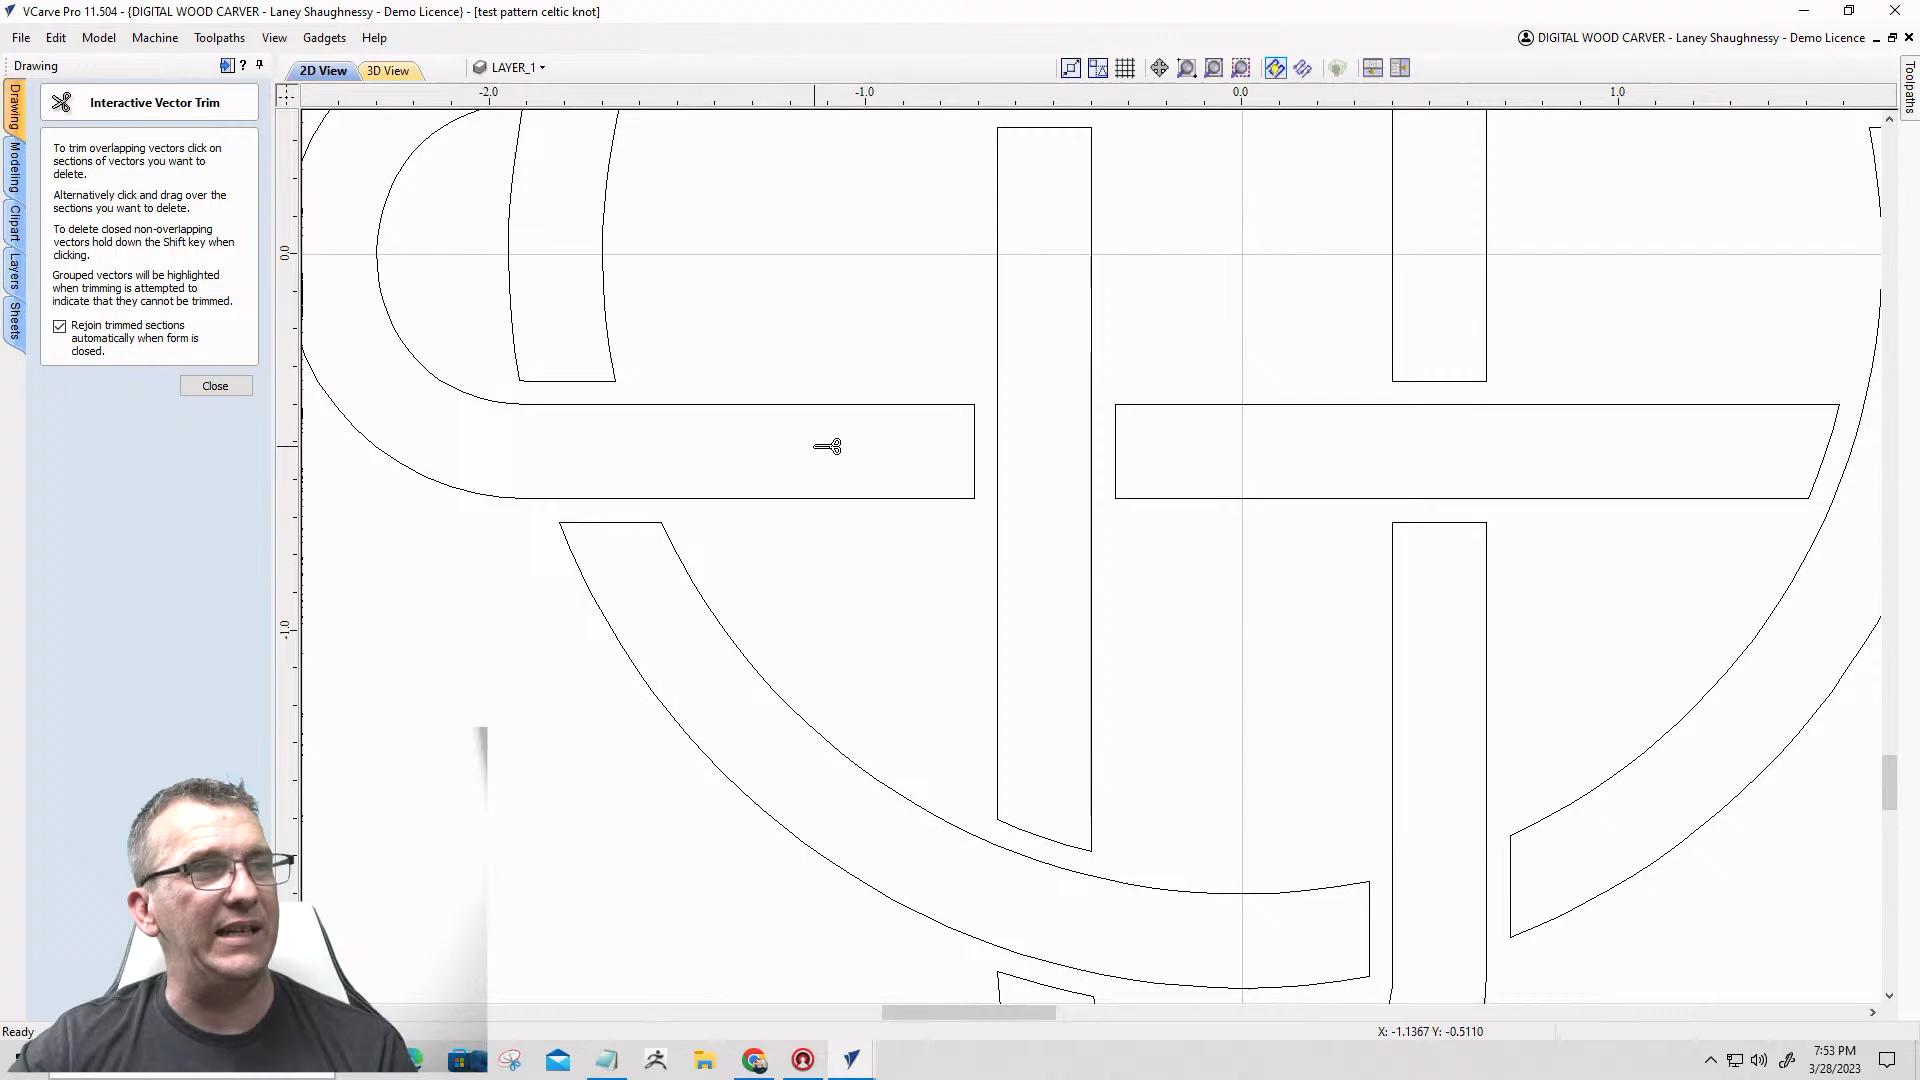 VCarve Pro 11.504 - {DIGITAL WOOD CARVER - Laney Shaughnessy - Demo Licence} - [test pattern celtic knot]
File Edit Model Machine Toolpaths View Gadgets Help
DIGITAL WOOD CARVER - Laney Shaughnessy - Demo Licence
Drawing
2D View
3D View
LAYER_1
Toolpaths
-2.0
-1.0
0.0
1.0
Drawing
Modeling
Clipart
Layers
Sheets
Interactive Vector Trim
To trim overlapping vectors click on
sections of vectors you want to
delete.
Alternatively click and drag over the
sections you want to delete.
To delete closed non-overlapping
vectors hold down the Shift key when
clicking.
Grouped vectors will be highlighted
when trimming is attempted to
indicate that they cannot be trimmed.
Rejoin trimmed sections
automatically when form is
closed.
Close
0.0
-1.0
Ready
X: -1.1367 Y: -0.5110
7:53 PM
3/28/2023